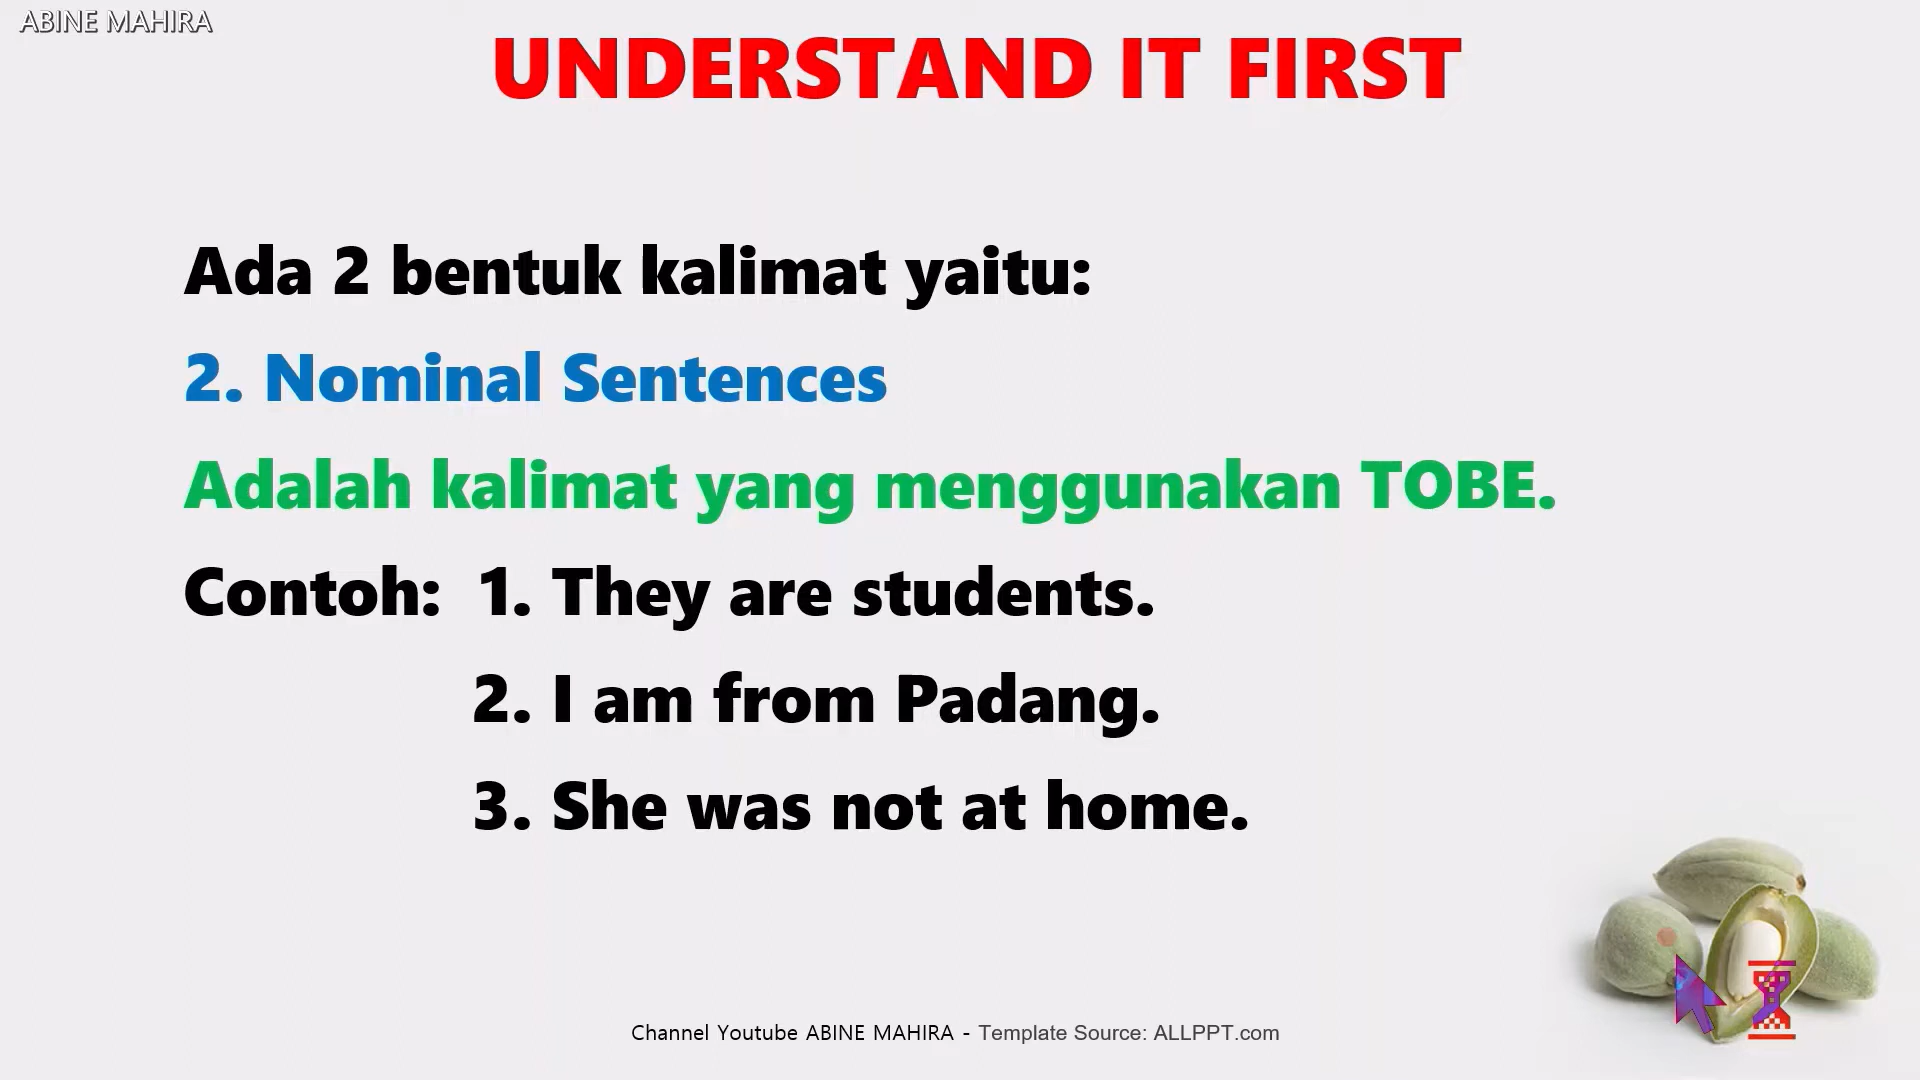 ABINE MAHIRA
UNDERSTAND IT FIRST
Ada 2 bentuk kalimat yaitu:
2. Nominal Sentences
Adalah kalimat yang menggunakan TOBE.
Contoh: 1. They are students.
2. I am from Padang.
3. She was not at home.
Channel Youtube ABINE MAHIRA - Template Source: ALLPPT.com